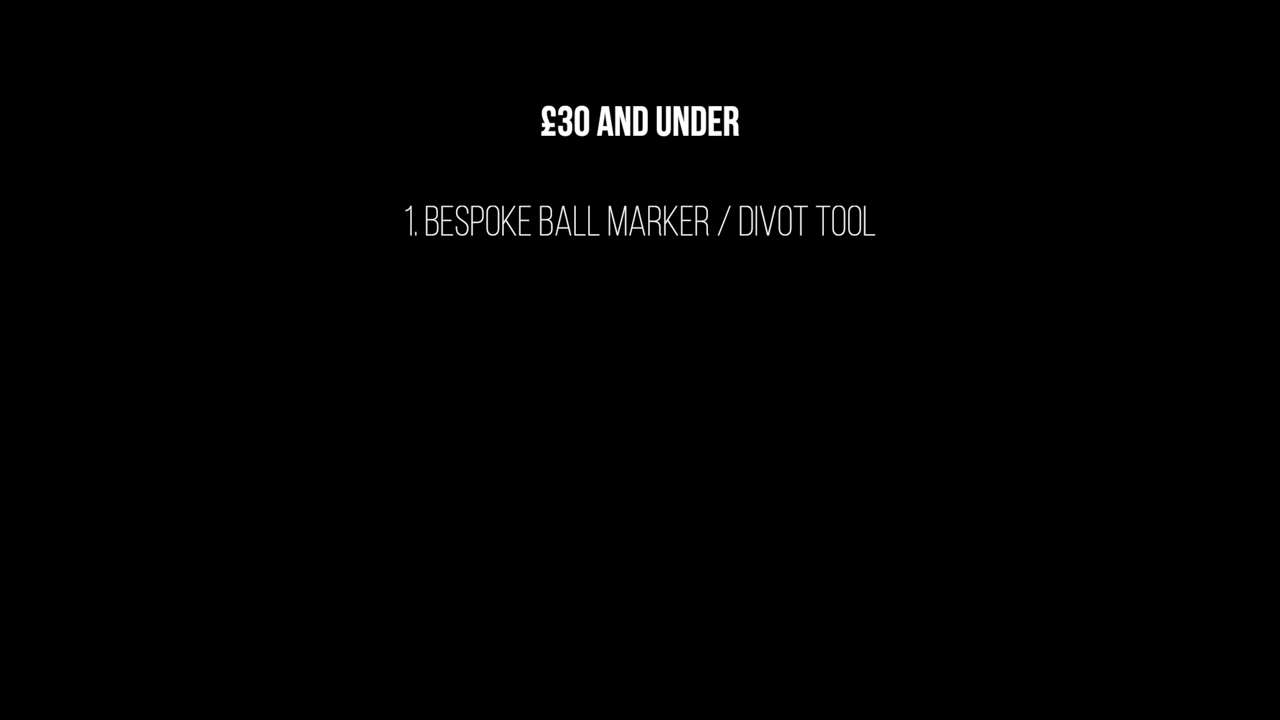 £30 AND UNDER
1. BESPOKE BALL MARKER / DIVOT TOOL